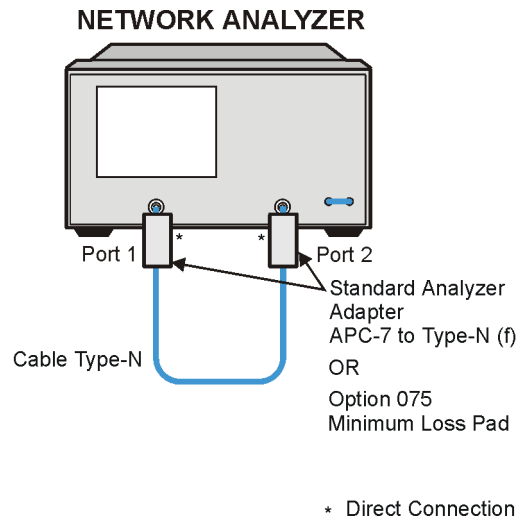 NETWORK ANALYZER
* *
Port 1
Port 2
Standard Analyzer
Adapter
APC-7 to Type-N (f)
OR
Option 075
Minimum Loss Pad
Cable Type-N
* Direct Connection